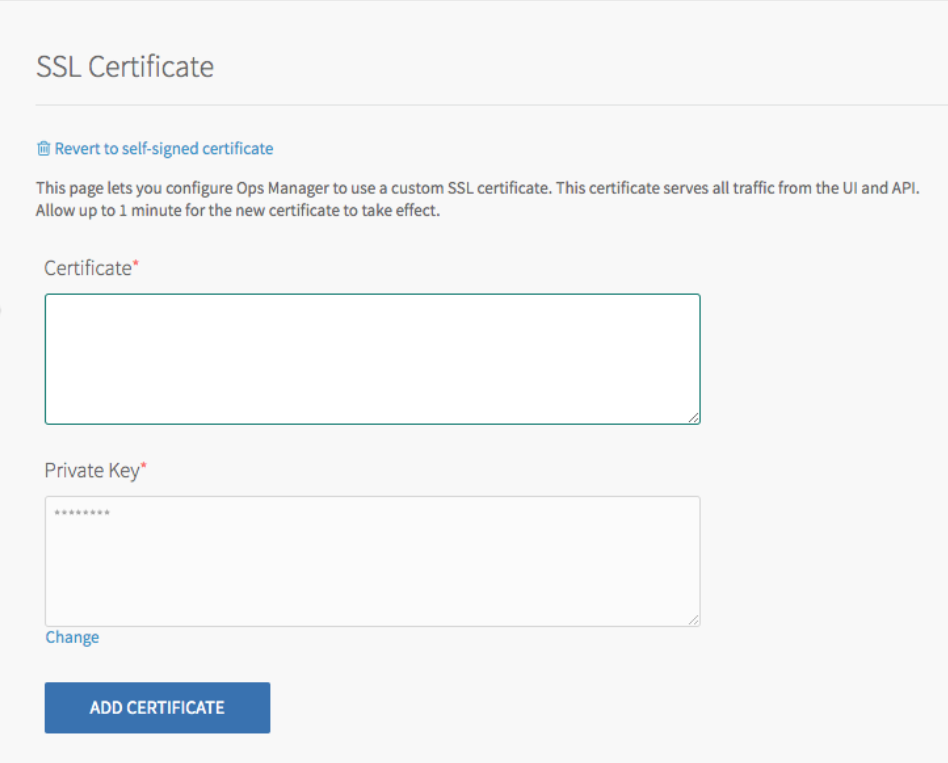 SSL Certificate
Revert to self-signed certificate
This page lets you configure Ops Manager to use a custom SSL certificate. This certificate serves all traffic from the UI and API.
Allow up to 1 minute for the new certificate to take effect.
Certificate*
Private Key*
********
Change
ADD CERTIFICATE